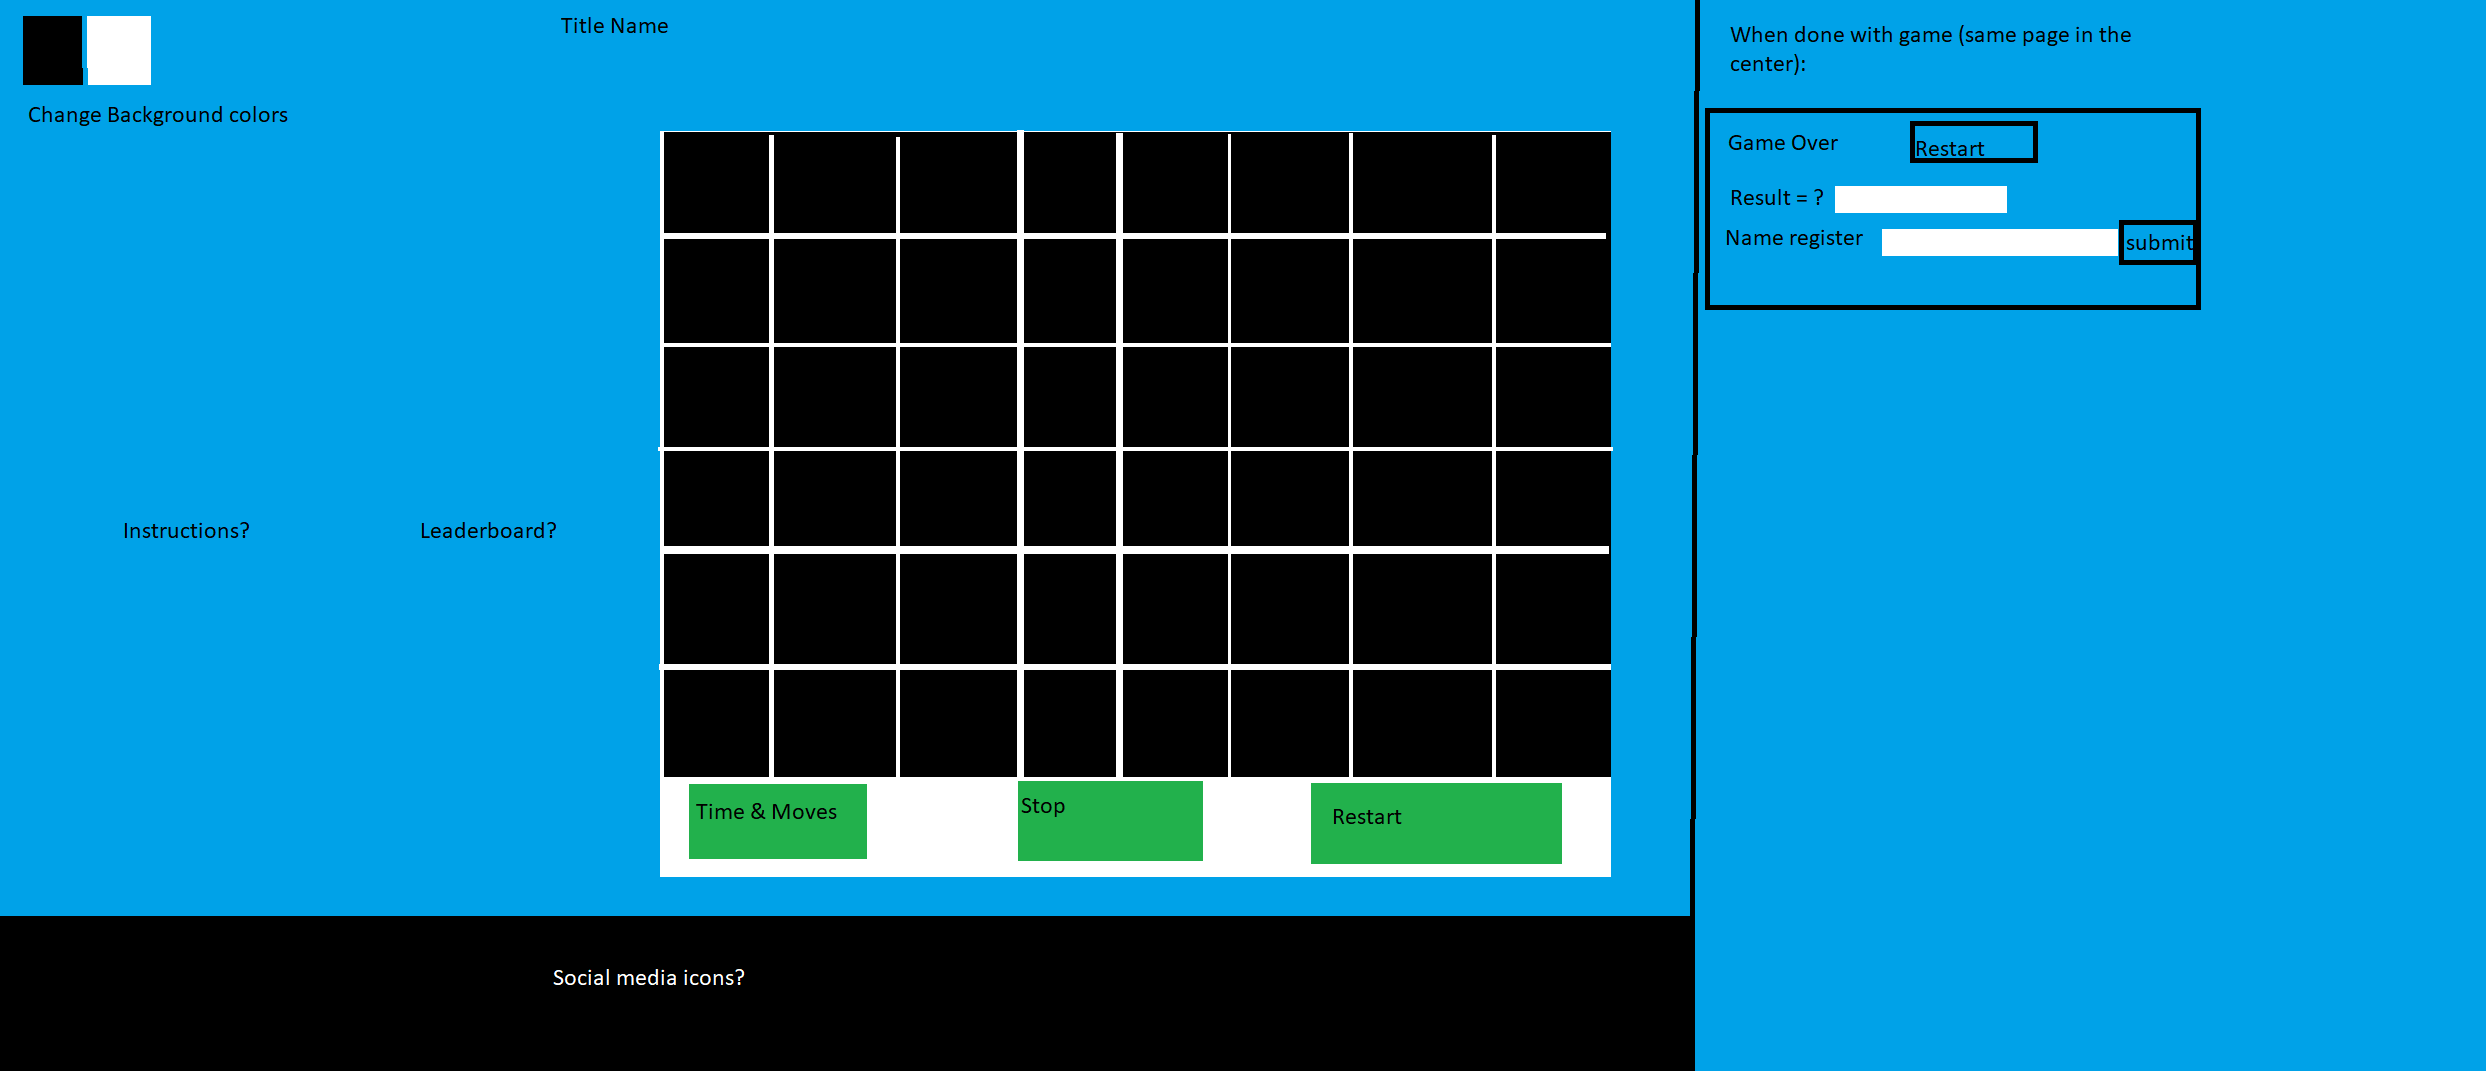 Title Name
Change Background colors
Instructions?
Leaderboard?
Time & Moves
Stop
Restart
Social media icons?
When done with game (same page in the
center):
Game Over
Restart
Result = ?
Name register
submit